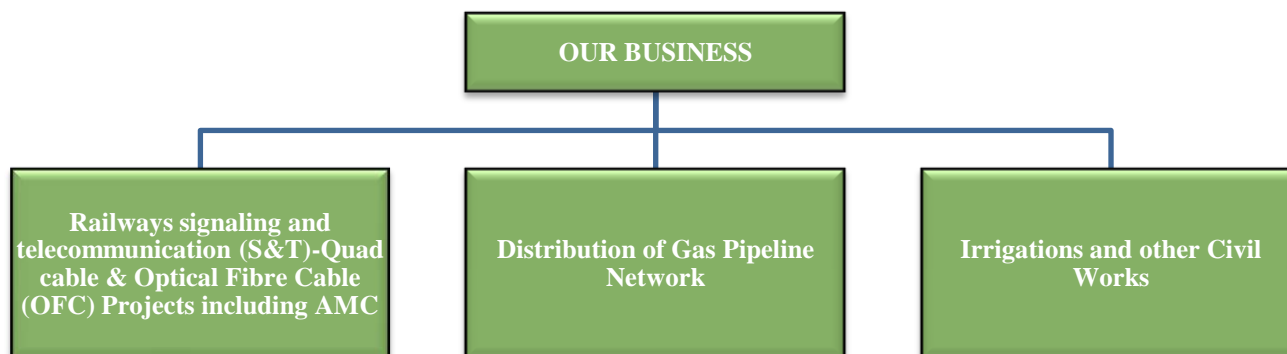 OUR BUSINESS
Railways signaling and
telecommunication (S&T)-Quad
cable & Optical Fibre Cable
(OFC) Projects including AMC
Distribution of Gas Pipeline
Network
Irrigations and other Civil
Works